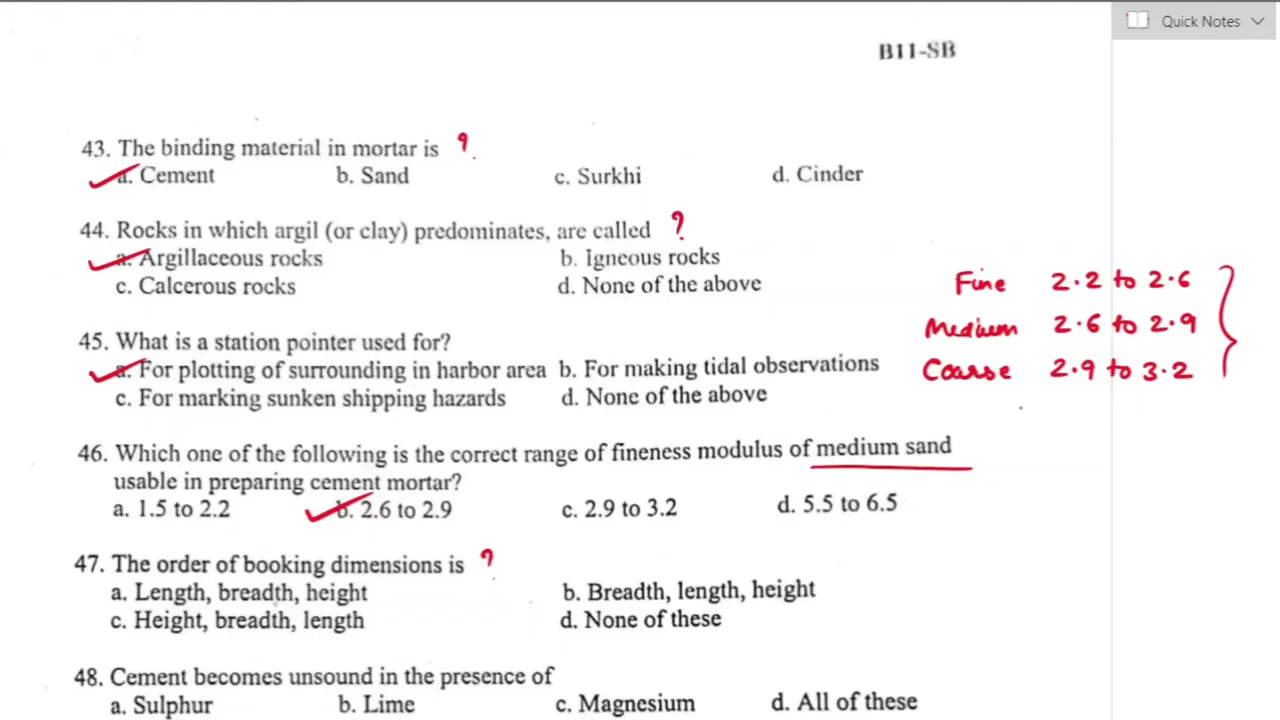 Quick Notes
B11-SB
43. The binding material in mortar is ?
a. Cement b. Sand c. Surkhi d. Cinder
44. Rocks in which argil (or clay) predominates, are called ?
a. Argillaceous rocks b. Igneous rocks
c. Calcerous rocks d. None of the above
Fine 2.2 to 2.6
Medium 2.6 to 2.9
Coarse 2.9 to 3.2
45. What is a station pointer used for?
a. For plotting of surrounding in harbor area b. For making tidal observations
c. For marking sunken shipping hazards d. None of the above
46. Which one of the following is the correct range of fineness modulus of medium sand
usable in preparing cement mortar?
a. 1.5 to 2.2 b. 2.6 to 2.9 c. 2.9 to 3.2 d. 5.5 to 6.5
47. The order of booking dimensions is ?
a. Length, breadth, height b. Breadth, length, height
c. Height, breadth, length d. None of these
48. Cement becomes unsound in the presence of
a. Sulphur b. Lime c. Magnesium d. All of these